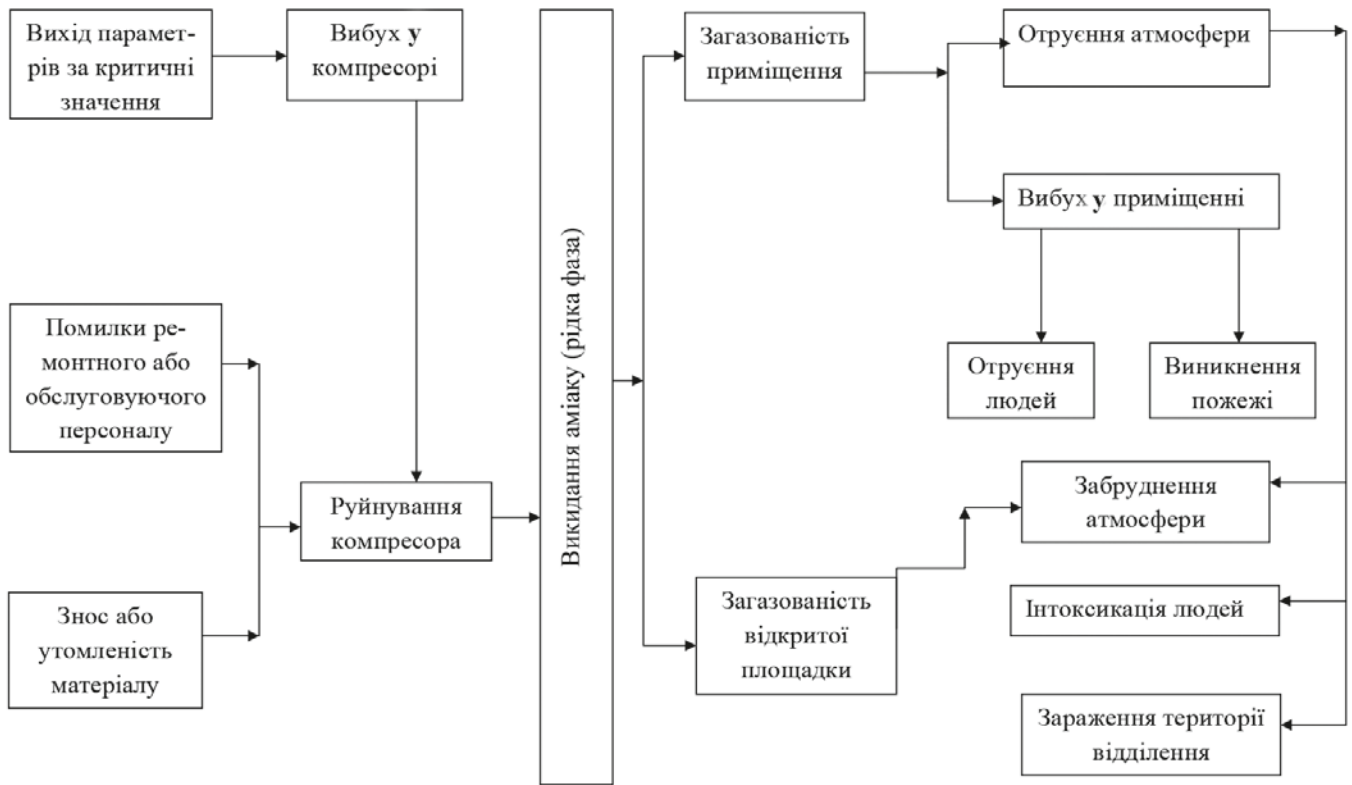 Вихід парамет-
рів за критичні
значення
Вибух у
компресорі
Помилки ре-
монтного або
обслуговуючого
персоналу
Знос або
утомленість
матеріалу
Руйнування
компресора
Викидання аміаку (рідка фаза)
Загазованість
приміщення
Загазованість
відкритої
площадки
Отруєння атмосфери
Вибух у приміщенні
Отруєння
людей
Виникнення
пожежі
Забруднення
атмосфери
Інтоксикація людей
Зараження території
відділення